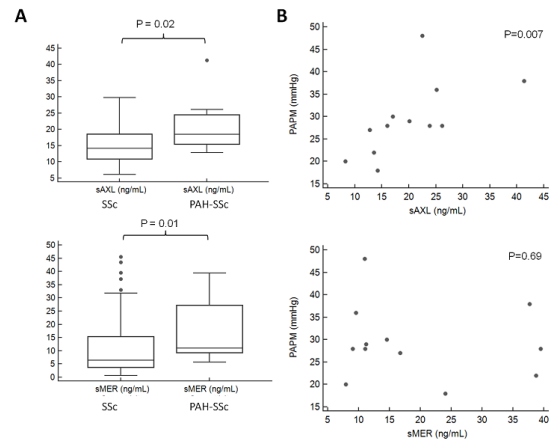 A
P = 0.02
45
40
35
30
25
20
15
10
5
sAXL (ng/mL) sAXL (ng/mL)
SSc PAH-SSc
P = 0.01
50
45
40
35
30
25
20
15
10
5
0
sMER (ng/mL) sMER (ng/mL)
SSc PAH-SSc
B
P=0.007
PAPM (mmHg)
50
45
40
35
30
25
20
15
5 10 15 20 25 30 35 40 45
sAXL (ng/mL)
P=0.69
PAPM (mmHg)
50
45
40
35
30
25
20
15
5 10 15 20 25 30 35 40
sMER (ng/mL)